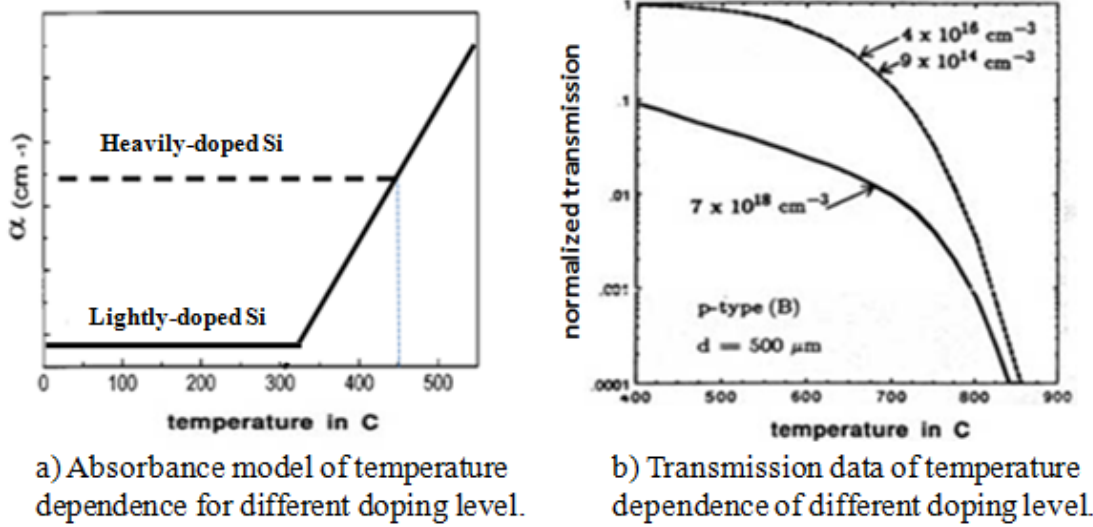 α (cm -1)
Heavily-doped Si
Lightly-doped Si
0 100 200 300 400 500
temperature in C
a) Absorbance model of temperature
dependence for different doping level.
normalized transmission
1
.1
.01
.001
.0001
4 x 10¹⁶ cm⁻³
9 x 10¹⁴ cm⁻³
7 x 10¹⁸ cm⁻³
p-type (B)
d = 500 μm
400 500 600 700 800 900
temperature in C
b) Transmission data of temperature
dependence of different doping level.